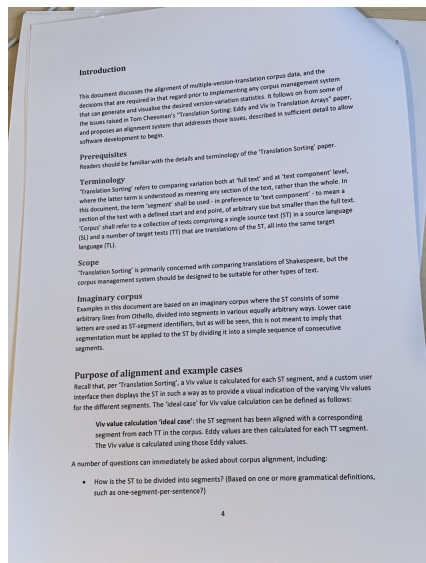 Introduction
This document discusses the alignment of multiple-version-translation corpus data, and the
decisions that are required in that regard prior to implementing any corpus management system
that can generate and visualise the desired version-variation statistics. It follows on from some of
the issues raised in Tom Cheesman's "Translation Sorting: Eddy and Viv in Translation Arrays" paper,
and proposes an alignment system that addresses those issues, described in sufficient detail to allow
software development to begin.
Prerequisites
Readers should be familiar with the details and terminology of the 'Translation Sorting' paper.
Terminology
'Translation Sorting' refers to comparing variation both at 'full text' and at 'text component' level,
where the latter term is understood as meaning any section of the text, rather than the whole. In
this document, the term 'segment' shall be used - in preference to 'text component' - to mean a
section of the text with a defined start and end point, of arbitrary size but smaller than the full text.
'Corpus' shall refer to a collection of texts comprising a single source text (ST) in a source language
(SL) and a number of target texts (TT) that are translations of the ST, all into the same target
language (TL).
Scope
'Translation Sorting' is primarily concerned with comparing translations of Shakespeare, but the
corpus management system should be designed to be suitable for other types of text.
Imaginary corpus
Examples in this document are based on an imaginary corpus where the ST consists of some
arbitrary lines from Othello, divided into segments in various equally arbitrary ways. Lower case
letters are used as ST-segment identifiers, but as will be seen, this is not meant to imply that
segmentation must be applied to the ST by dividing it into a simple sequence of consecutive
segments.
Purpose of alignment and example cases
Recall that, per 'Translation Sorting', a Viv value is calculated for each ST segment, and a custom user
interface then displays the ST in such a way as to provide a visual indication of the varying Viv values
for the different segments. The 'ideal case' for Viv value calculation can be defined as follows:
Viv value calculation 'ideal case': the ST has been aligned with a corresponding
segment from each TT in the corpus. Eddy values are then calculated for each TT segment.
The Viv value is calculated using those Eddy values.
A number of questions can immediately be asked about corpus alignment, including:
• How is the ST to be divided into segments? (Based on one or more grammatical definitions,
such as one-segment-per-sentence?)
4